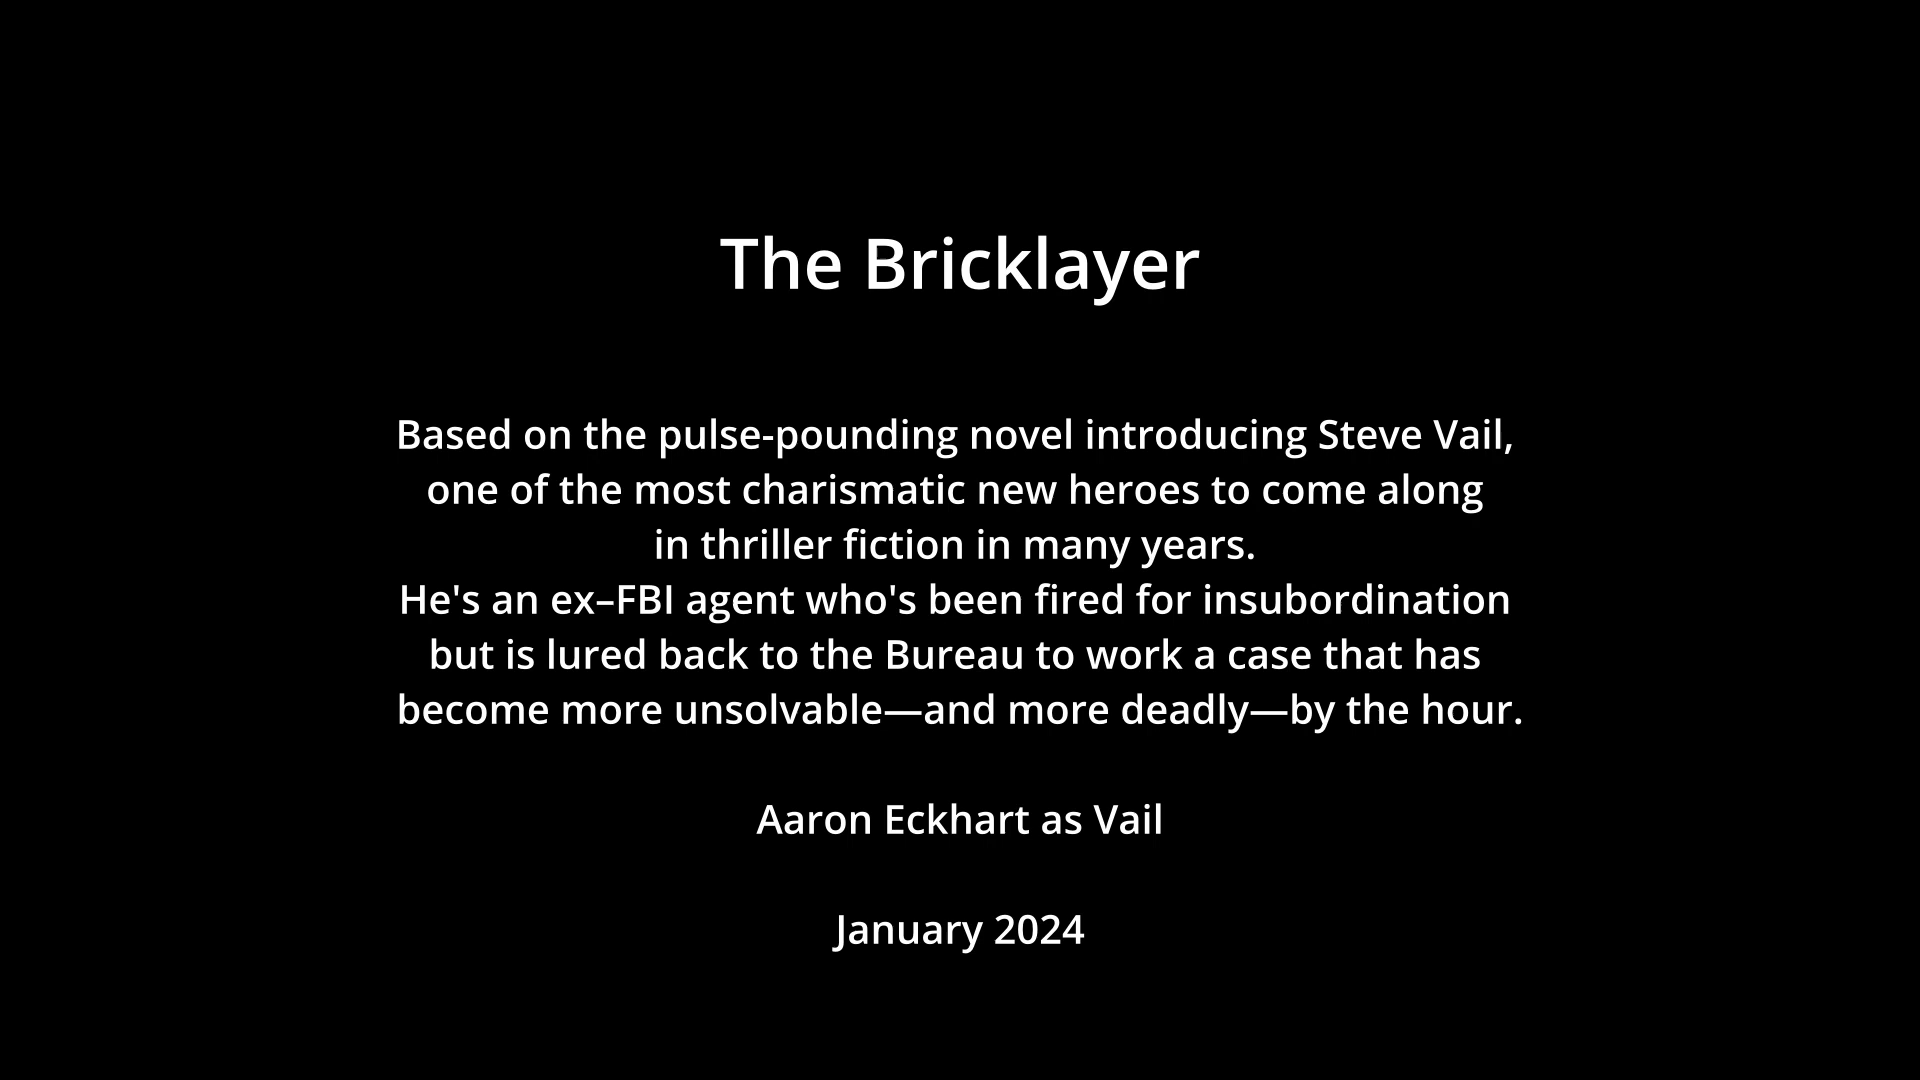 The Bricklayer
Based on the pulse-pounding novel introducing Steve Vail,
one of the most charismatic new heroes to come along
in thriller fiction in many years.
He's an ex–FBI agent who's been fired for insubordination
but is lured back to the Bureau to work a case that has
become more unsolvable—and more deadly—by the hour.
Aaron Eckhart as Vail
January 2024